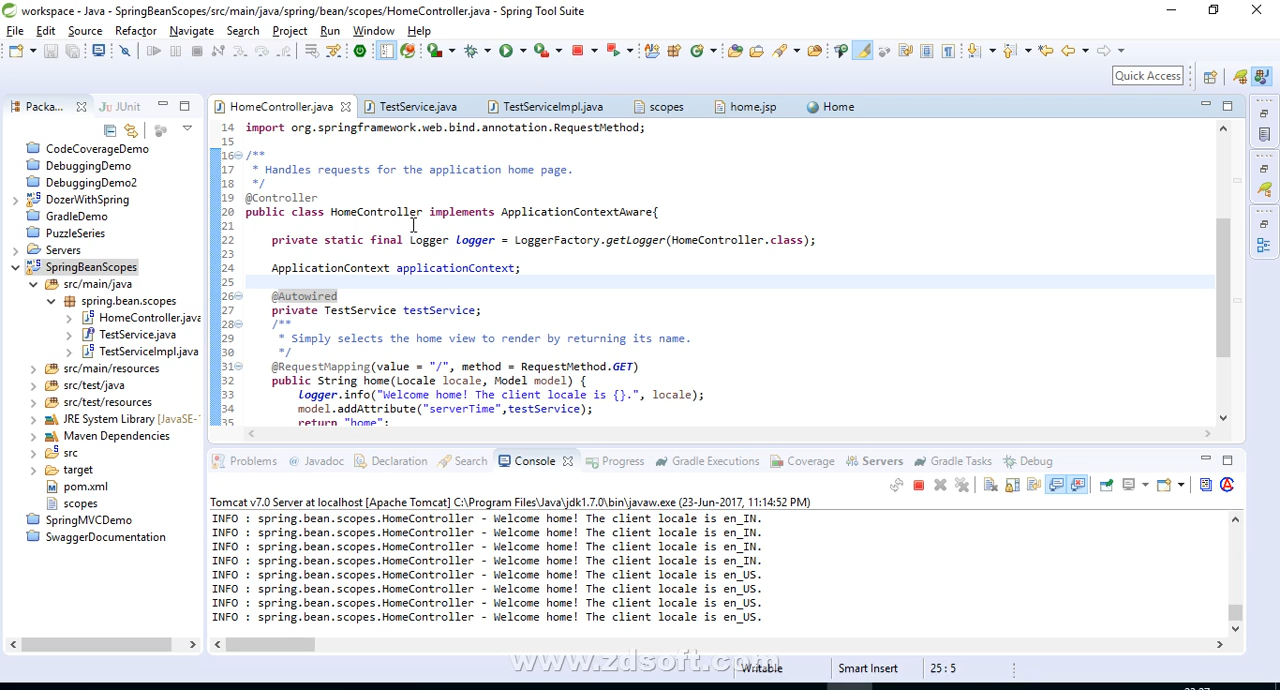 workspace - Java - SpringBeanScopes/src/main/java/spring/bean/scopes/HomeController.java - Spring Tool Suite
File Edit Source Refactor Navigate Search Project Run Window Help
Quick Access
Packa... JUnit
CodeCoverageDemo
DebuggingDemo
DebuggingDemo2
DozerWithSpring
GradleDemo
PuzzleSeries
Servers
SpringBeanScopes
src/main/java
spring.bean.scopes
HomeController.java
TestService.java
TestServiceImpl.java
src/main/resources
src/test/java
src/test/resources
JRE System Library [JavaSE-
Maven Dependencies
src
target
pom.xml
scopes
SpringMVCDemo
SwaggerDocumentation
HomeController.java TestService.java TestServiceImpl.java scopes home.jsp Home
14 import org.springframework.web.bind.annotation.RequestMethod;
15
16 /**
17 * Handles requests for the application home page.
18 */
19 @Controller
20 public class HomeController implements ApplicationContextAware{
21
22 private static final Logger logger = LoggerFactory.getLogger(HomeController.class);
23
24 ApplicationContext applicationContext;
25
26 @Autowired
27 private TestService testService;
28 /**
29 * Simply selects the home view to render by returning its name.
30 */
31 @RequestMapping(value = "/", method = RequestMethod.GET)
32 public String home(Locale locale, Model model) {
33 logger.info("Welcome home! The client locale is {}.", locale);
34 model.addAttribute("serverTime",testService);
35 return "home";
Problems Javadoc Declaration Search Console Progress Gradle Executions Coverage Servers Gradle Tasks Debug
Tomcat v7.0 Server at localhost [Apache Tomcat] C:\Program Files\Java\jdk1.7.0\bin\javaw.exe (23-Jun-2017, 11:14:52 PM)
INFO : spring.bean.scopes.HomeController - Welcome home! The client locale is en_IN.
INFO : spring.bean.scopes.HomeController - Welcome home! The client locale is en_IN.
INFO : spring.bean.scopes.HomeController - Welcome home! The client locale is en_IN.
INFO : spring.bean.scopes.HomeController - Welcome home! The client locale is en_IN.
INFO : spring.bean.scopes.HomeController - Welcome home! The client locale is en_US.
INFO : spring.bean.scopes.HomeController - Welcome home! The client locale is en_US.
INFO : spring.bean.scopes.HomeController - Welcome home! The client locale is en_US.
INFO : spring.bean.scopes.HomeController - Welcome home! The client locale is en_US.
www.zdsoft.com
Writable Smart Insert 25 : 5